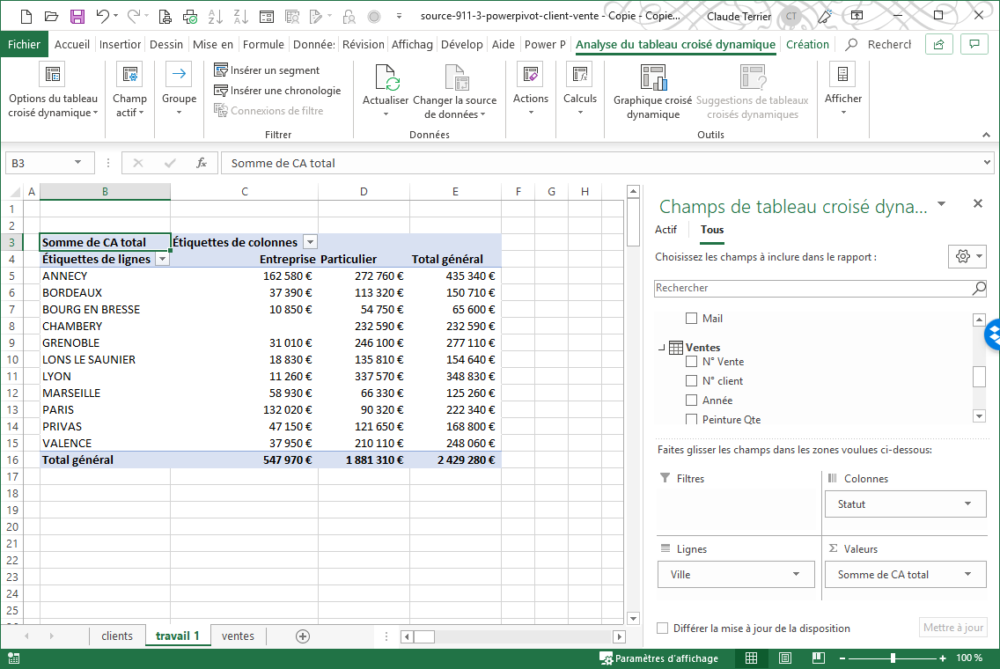 source-911-3-powerpivot-client-vente - Copie - Copie... Claude Terrier CT
Fichier Accueil Insertior Dessin Mise en Formule Donnée: Révision Affichag Dévelop Aide Power P Analyse du tableau croisé dynamique Création Recherch
Options du tableau croisé dynamique
Champ actif
Groupe
Insérer un segment
Insérer une chronologie
Connexions de filtre
Filtrer
Actualiser
Changer la source de données
Données
Actions
Calculs
Graphique croisé dynamique
Suggestions de tableaux croisés dynamiques
Outils
Afficher
B3 fx Somme de CA total
A B C D E F G H
1
2
3 Somme de CA total Étiquettes de colonnes
4 Étiquettes de lignes Entreprise Particulier Total général
5 ANNECY 162 580 € 272 760 € 435 340 €
6 BORDEAUX 37 390 € 113 320 € 150 710 €
7 BOURG EN BRESSE 10 850 € 54 750 € 65 600 €
8 CHAMBERY 232 590 € 232 590 €
9 GRENOBLE 31 010 € 246 100 € 277 110 €
10 LONS LE SAUNIER 18 830 € 135 810 € 154 640 €
11 LYON 11 260 € 337 570 € 348 830 €
12 MARSEILLE 58 930 € 66 330 € 125 260 €
13 PARIS 132 020 € 90 320 € 222 340 €
14 PRIVAS 47 150 € 121 650 € 168 800 €
15 VALENCE 37 950 € 210 110 € 248 060 €
16 Total général 547 970 € 1 881 310 € 2 429 280 €
17
18
19
20
21
22
23
24
25
Champs de tableau croisé dyna...
Actif Tous
Choisissez les champs à inclure dans le rapport :
Rechercher
Mail
Ventes
N° Vente
N° client
Année
Peinture Qte
Faites glisser les champs dans les zones voulues ci-dessous:
Filtres
Colonnes
Statut
Lignes
Ville
Σ Valeurs
Somme de CA total
Différer la mise à jour de la disposition Mettre à jour
clients travail 1 ventes
Paramètres d'affichage 100 %